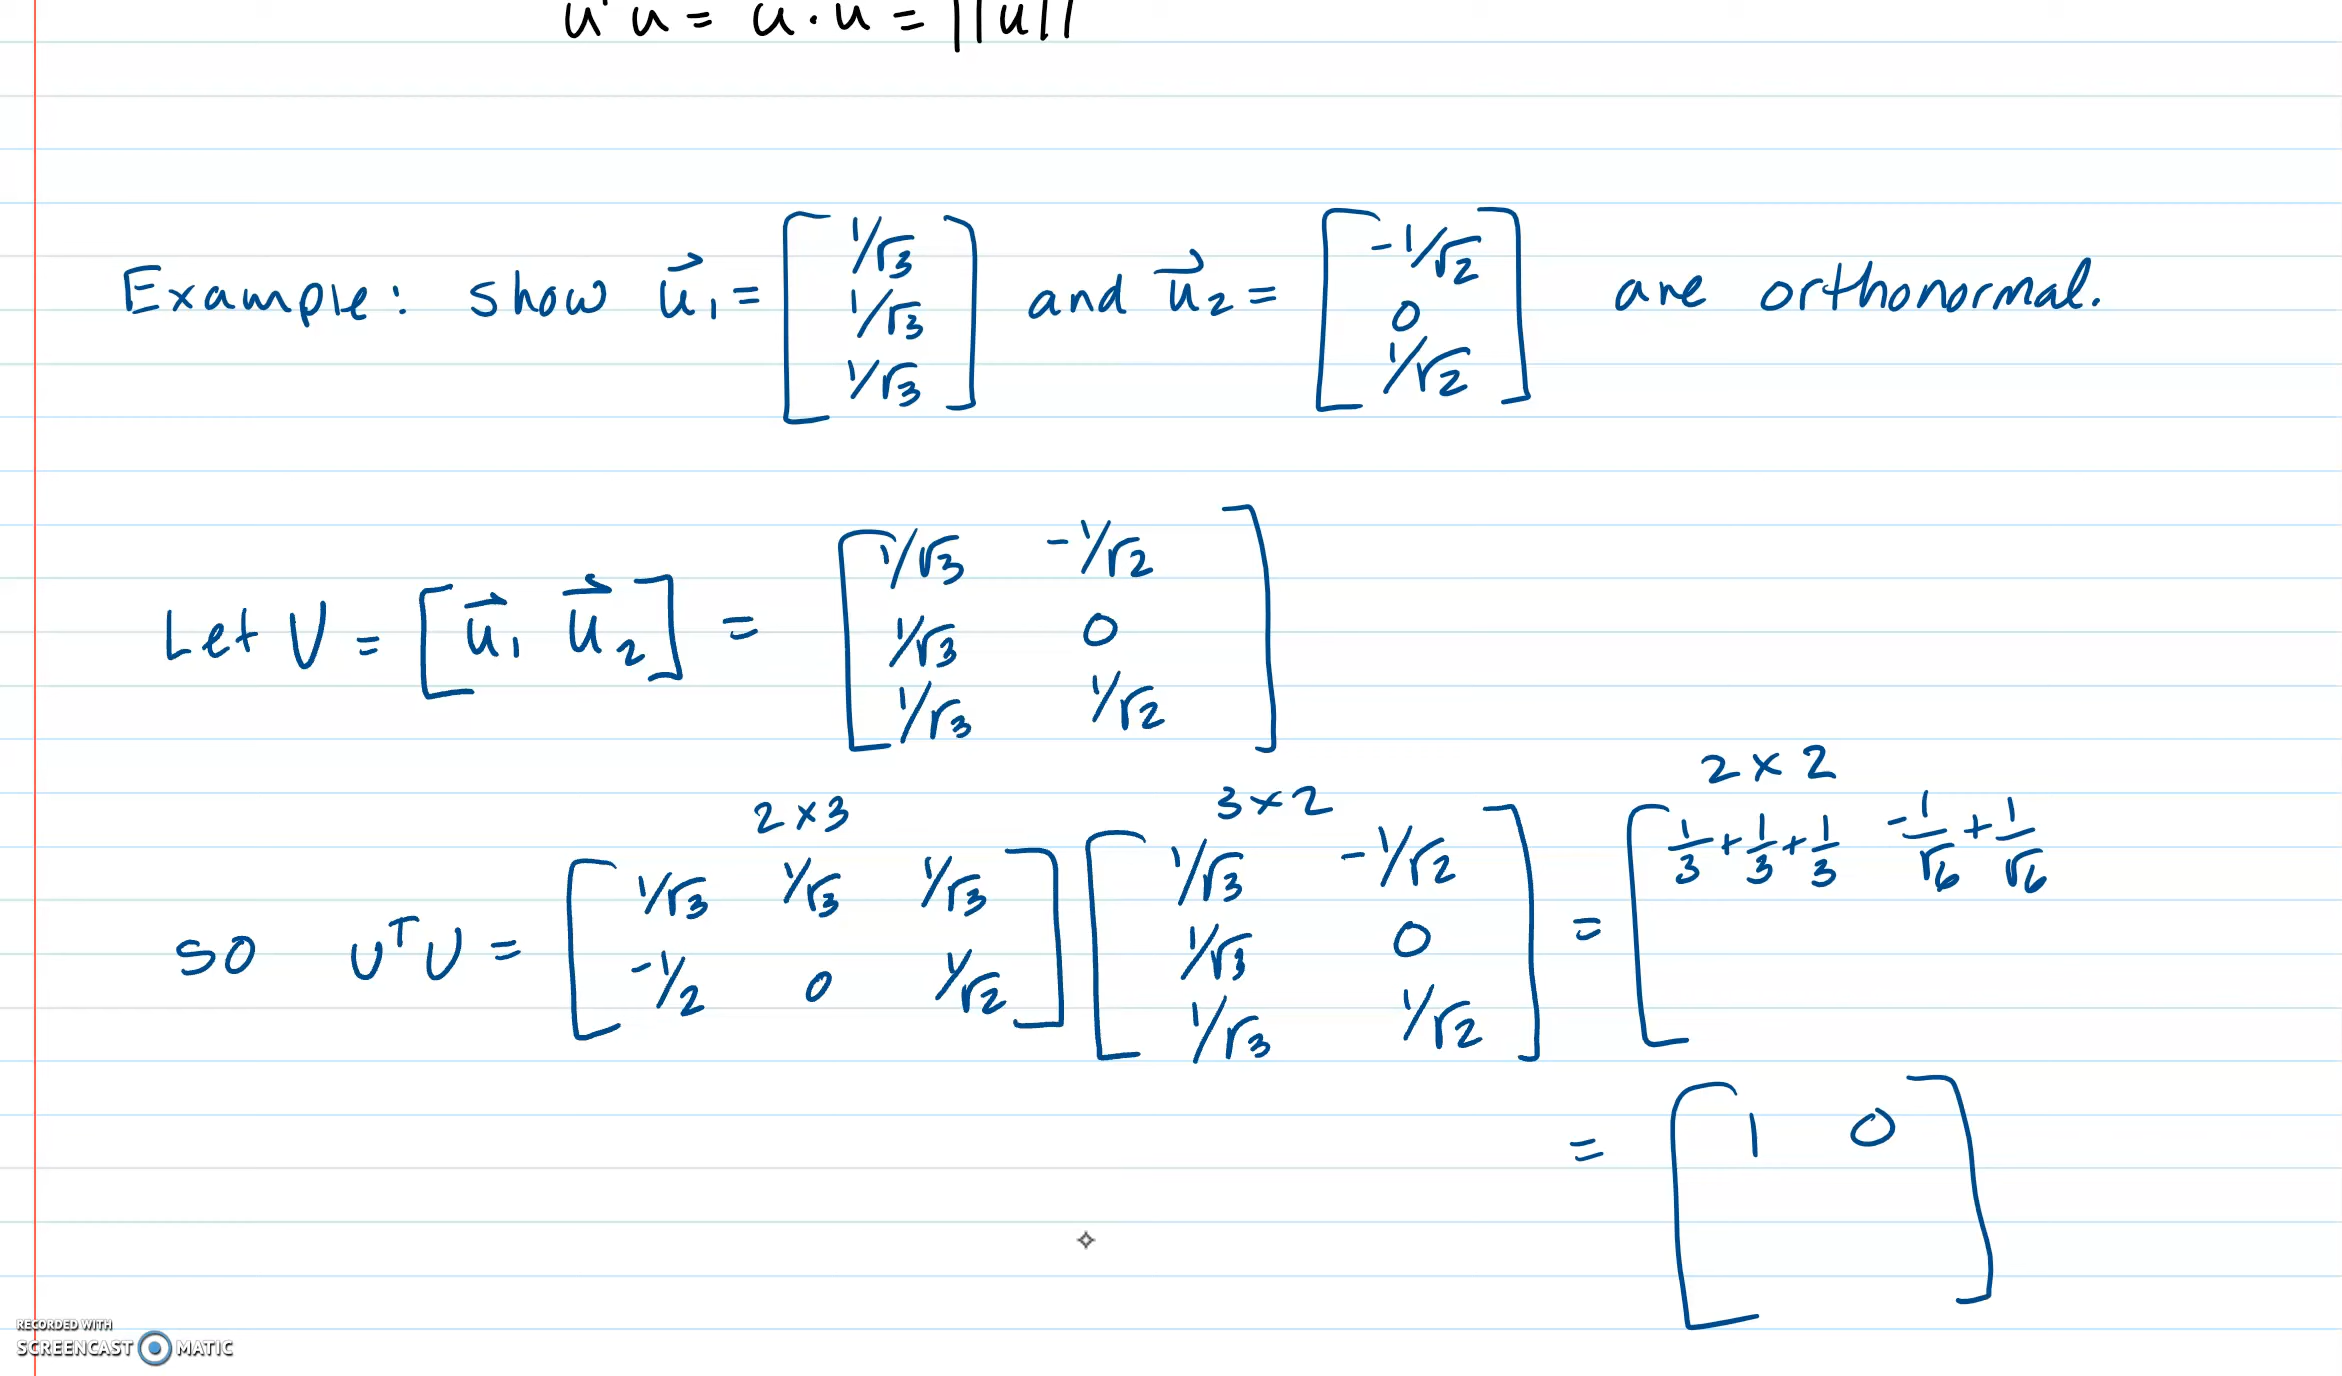 uᵀu = u·u = ||u||
Example: show u⃗₁ = [1/√3; 1/√3; 1/√3] and u⃗₂ = [-1/√2; 0; 1/√2] are orthonormal.
Let U = [u⃗₁ u⃗₂] = [1/√3 -1/√2; 1/√3 0; 1/√3 1/√2]
2×3 3×2 2×2
so UᵀU = [1/√3 1/√3 1/√3; -1/2 0 1/√2] [1/√3 -1/√2; 1/√3 0; 1/√3 1/√2] = [1/3+1/3+1/3 -1/√6+1/√6
= [1 0]
RECORDED WITH
SCREENCAST MATIC